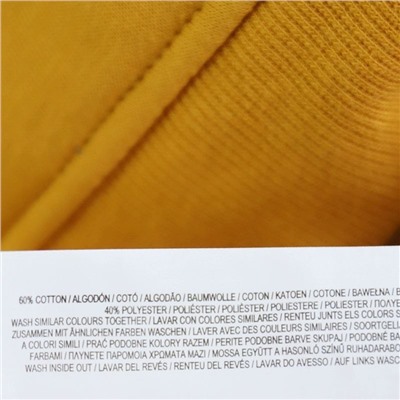 60% COTTON / ALGODÓN / COTÓ / ALGODÃO / BAUMWOLLE / COTON / KATOEN / COTONE / BAWEŁNA / B
40% POLYESTER / POLIÉSTER / POLIÈSTER / POLIÉSTER / POLIESTERE / POLIESTER / ΠΟΛΥΕ
WASH SIMILAR COLOURS TOGETHER / LAVAR CON COLORES SIMILARES / RENTEU JUNTS ELS COLORS S
ZUSAMMEN MIT ÄHNLICHEN FARBEN WASCHEN / LAVER AVEC DES COULEURS SIMILAIRES / SOORTGELIJ
A COLORI SIMILI / PRAĆ PODOBNE KOLORY RAZEM / PERITE PODOBNE BARVE SKUPAJ / PODOBNÉ BA
FARBAMI / ΠΛΥΝΕΤΕ ΠΑΡΟΜΟΙΑ ΧΡΩΜΑΤΑ ΜΑΖΙ / MOSSA EGYÜTT A HASONLÓ SZÍNŰ RUHADARABO
WASH INSIDE OUT / LAVAR DEL REVÉS / RENTEU DEL REVÉS / LAVAR DO AVESSO / AUF LINKS WASC